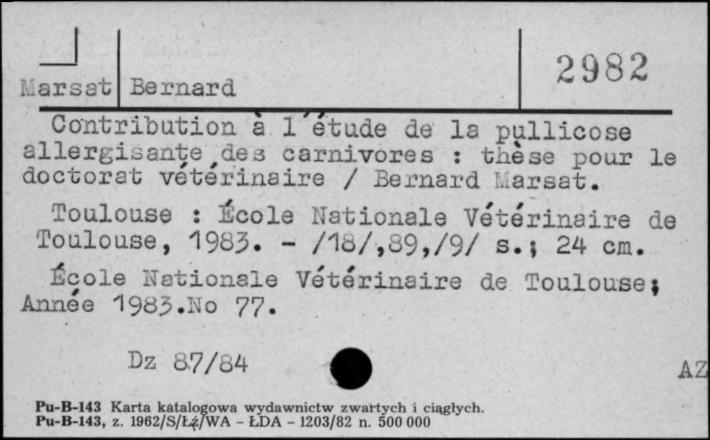 2982
Marsat Bernard
Contribution à l'étude de la pullicose
allergisante des carnivores : thèse pour le
doctorat vétérinaire / Bernard Marsat.
Toulouse : École Nationale Vétérinaire de
Toulouse, 1983. - /18/,89,/9/ s.; 24 cm.
École Nationale Vétérinaire de Toulouse;
Année 1983.No 77.
Dz 87/84
AZ
Pu-B-143 Karta katalogowa wydawnictw zwartych i ciągłych.
Pu-B-143, z. 1962/S/Łź/WA - ŁDA - 1203/82 n. 500 000